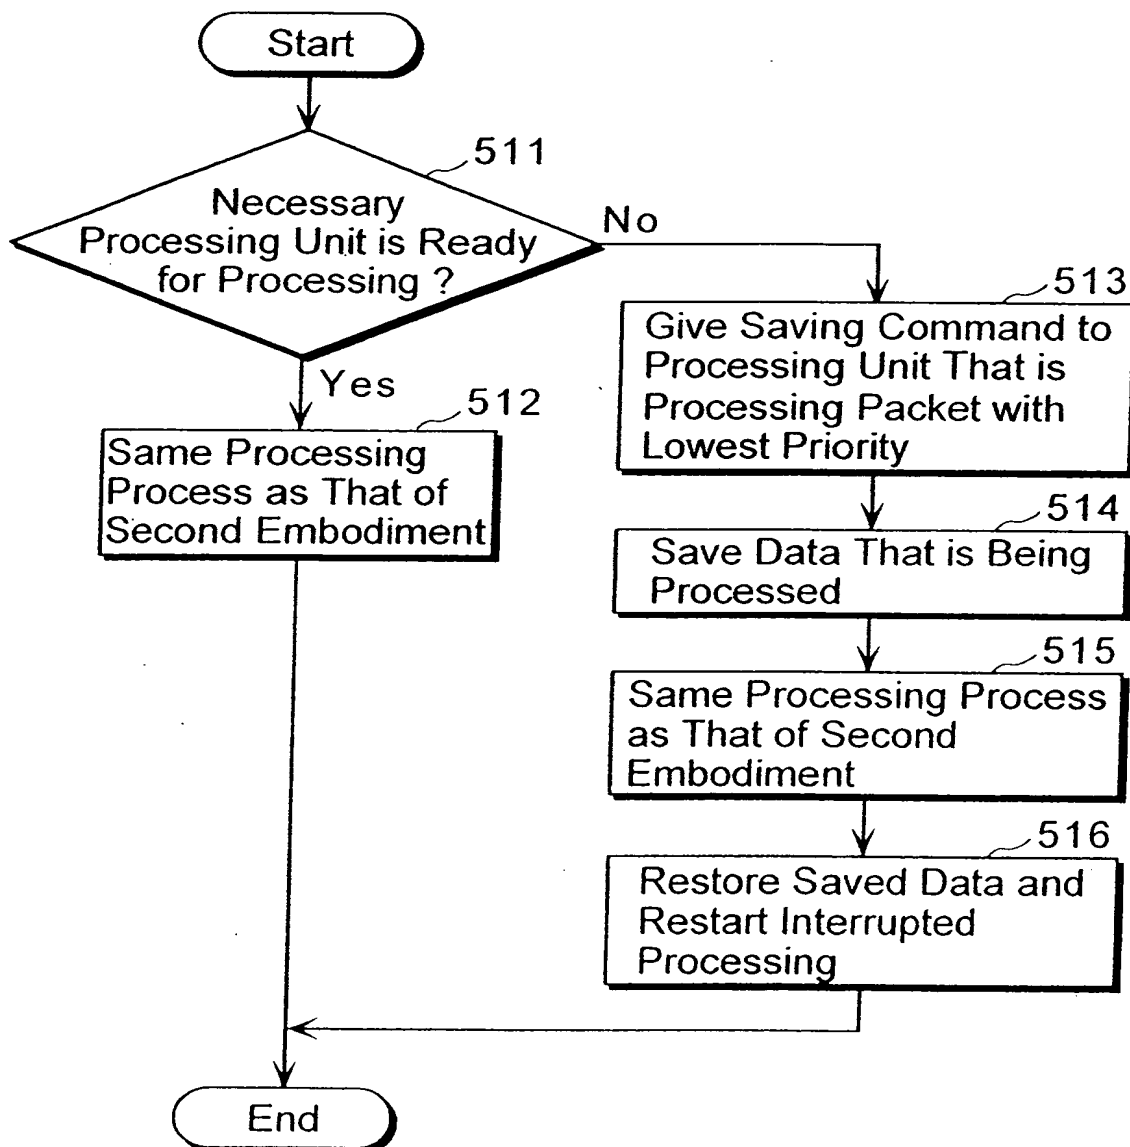 Start
511
Necessary
Processing Unit is Ready
for Processing ?
No
Yes
512
Same Processing
Process as That of
Second Embodiment
513
Give Saving Command to
Processing Unit That is
Processing Packet with
Lowest Priority
514
Save Data That is Being
Processed
515
Same Processing Process
as That of Second
Embodiment
516
Restore Saved Data and
Restart Interrupted
Processing
End